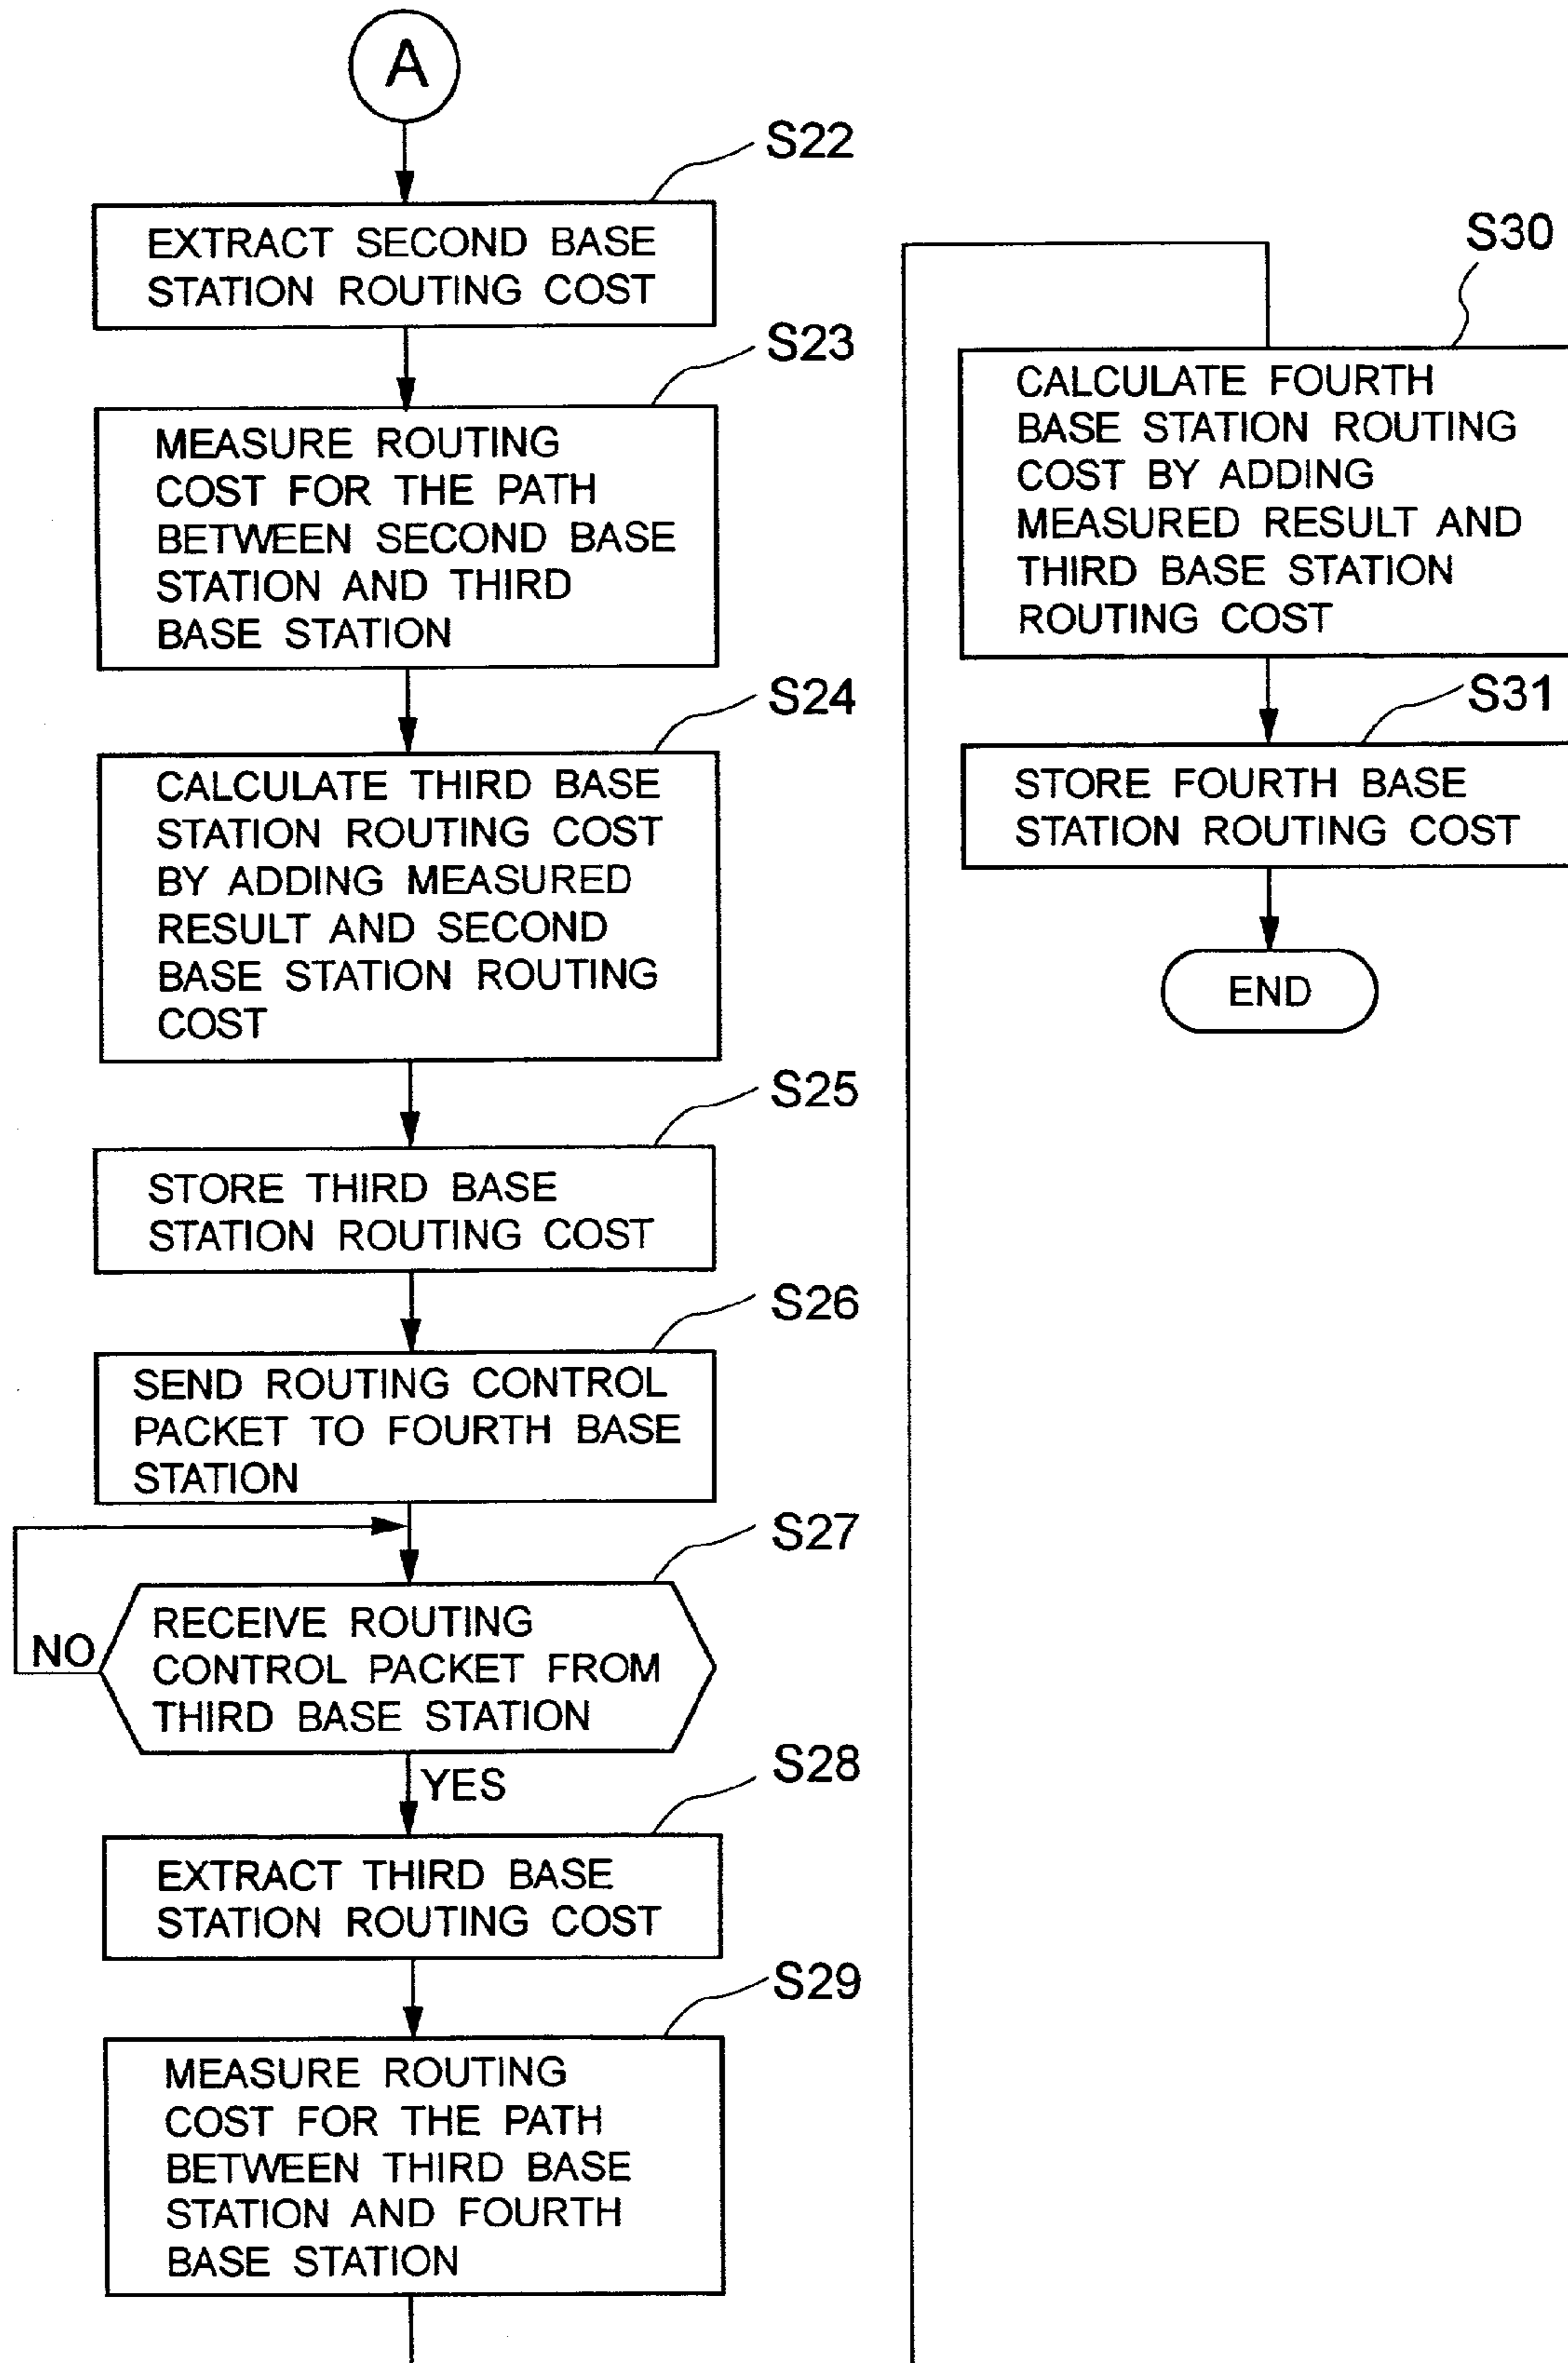 A
S22
EXTRACT SECOND BASE
STATION ROUTING COST
S23
MEASURE ROUTING
COST FOR THE PATH
BETWEEN SECOND BASE
STATION AND THIRD
BASE STATION
S24
CALCULATE THIRD BASE
STATION ROUTING COST
BY ADDING MEASURED
RESULT AND SECOND
BASE STATION ROUTING
COST
S25
STORE THIRD BASE
STATION ROUTING COST
S26
SEND ROUTING CONTROL
PACKET TO FOURTH BASE
STATION
S27
RECEIVE ROUTING
CONTROL PACKET FROM
THIRD BASE STATION
NO
YES
S28
EXTRACT THIRD BASE
STATION ROUTING COST
S29
MEASURE ROUTING
COST FOR THE PATH
BETWEEN THIRD BASE
STATION AND FOURTH
BASE STATION
S30
CALCULATE FOURTH
BASE STATION ROUTING
COST BY ADDING
MEASURED RESULT AND
THIRD BASE STATION
ROUTING COST
S31
STORE FOURTH BASE
STATION ROUTING COST
END